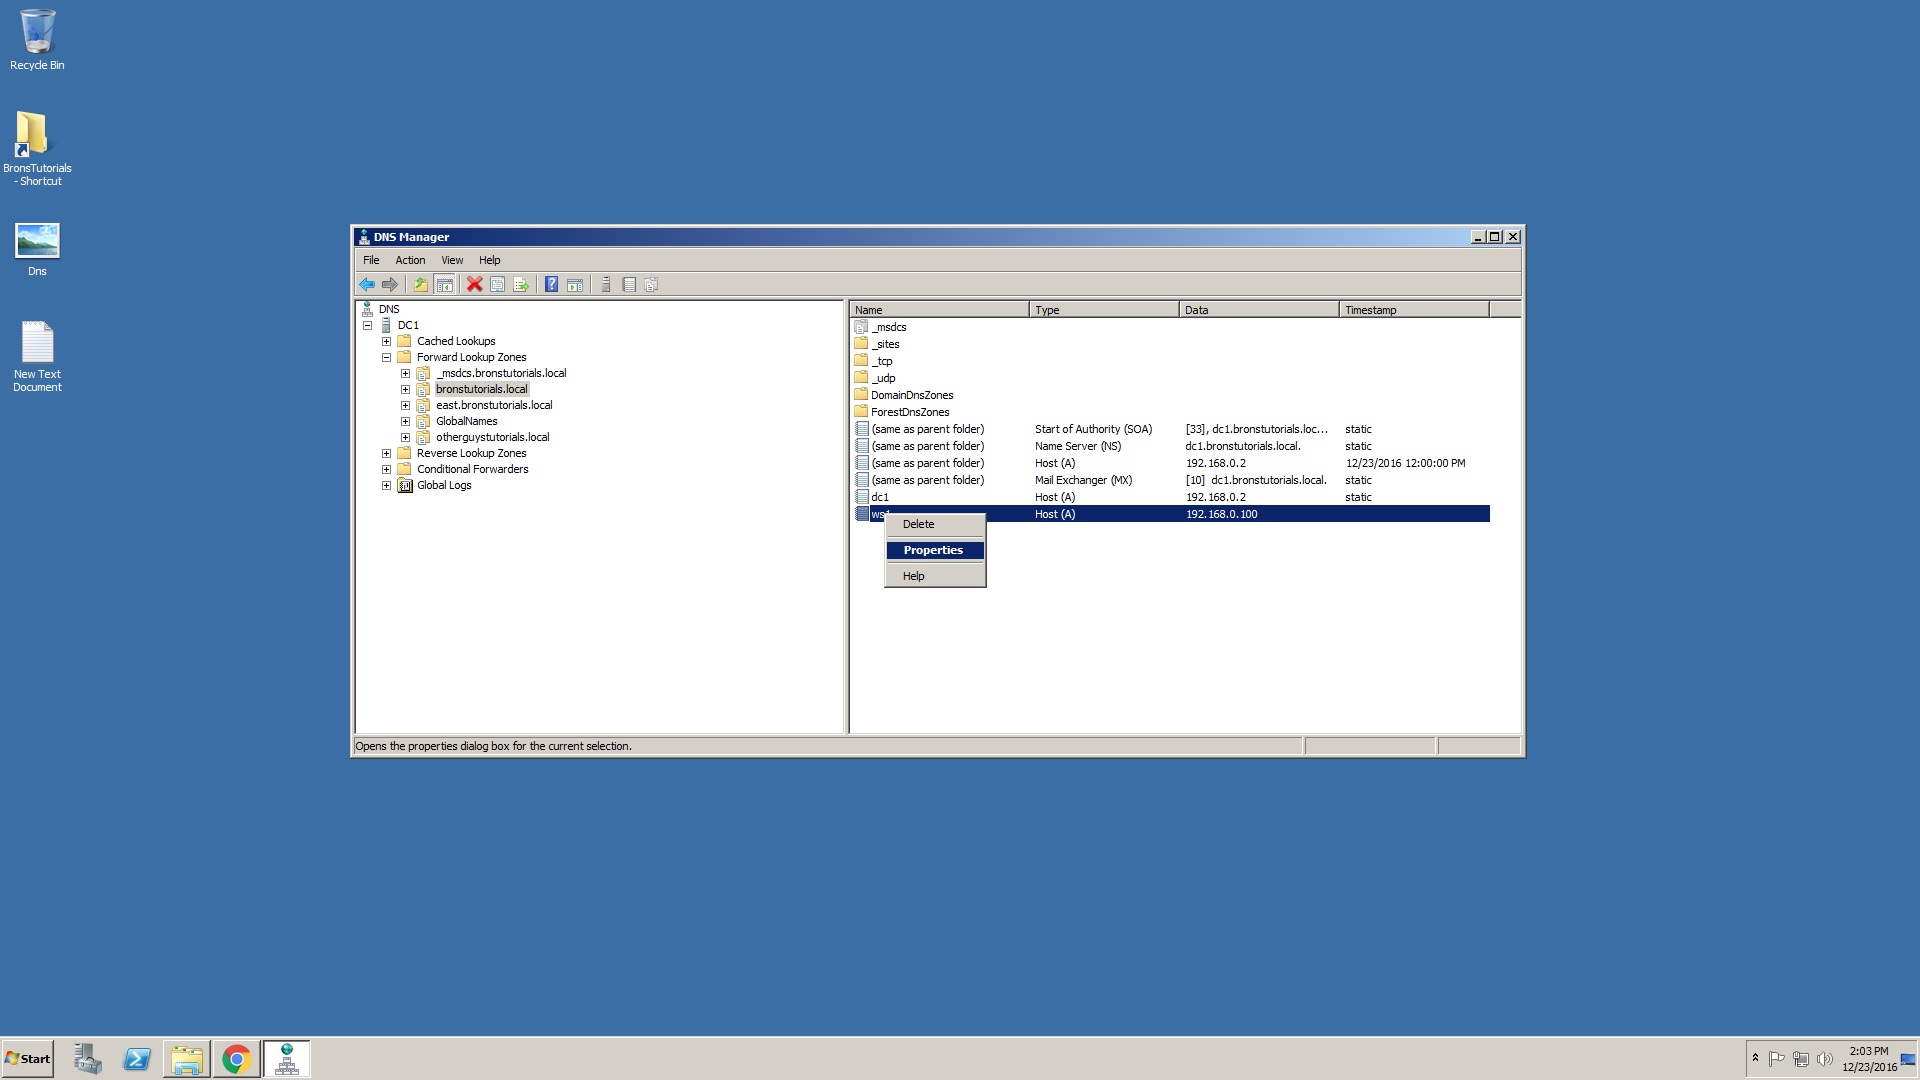 Recycle Bin
BronsTutorials
- Shortcut
Dns
New Text
Document
DNS Manager
File Action View Help
DNS
DC1
Cached Lookups
Forward Lookup Zones
_msdcs.bronstutorials.local
bronstutorials.local
east.bronstutorials.local
GlobalNames
otherguystutorials.local
Reverse Lookup Zones
Conditional Forwarders
Global Logs
Name Type Data Timestamp
_msdcs
_sites
_tcp
_udp
DomainDnsZones
ForestDnsZones
(same as parent folder) Start of Authority (SOA) [33], dc1.bronstutorials.loc... static
(same as parent folder) Name Server (NS) dc1.bronstutorials.local. static
(same as parent folder) Host (A) 192.168.0.2 12/23/2016 12:00:00 PM
(same as parent folder) Mail Exchanger (MX) [10] dc1.bronstutorials.local. static
dc1 Host (A) 192.168.0.2 static
ws1 Host (A) 192.168.0.100
Delete
Properties
Help
Opens the properties dialog box for the current selection.
Start
2:03 PM
12/23/2016